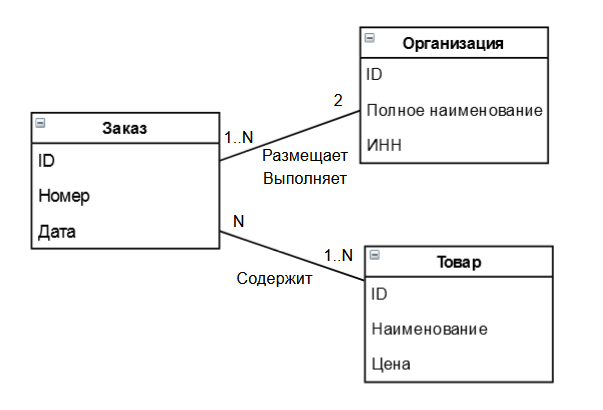 Организация
ID
Полное наименование
ИНН
2
Заказ
ID
Номер
Дата
1..N
Размещает
Выполняет
N
1..N
Содержит
Товар
ID
Наименование
Цена